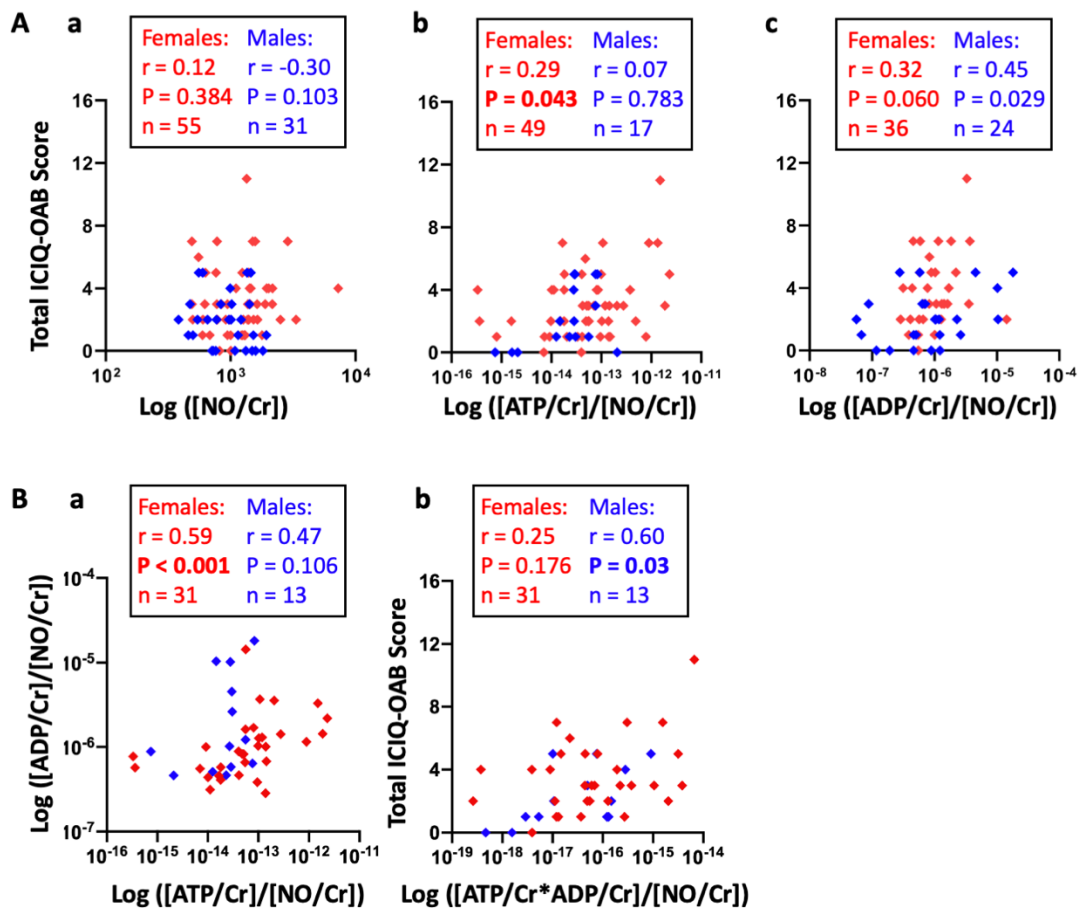 A a b c
Females: Males:
r = 0.12 r = -0.30
P = 0.384 P = 0.103
n = 55 n = 31
Females: Males:
r = 0.29 r = 0.07
P = 0.043 P = 0.783
n = 49 n = 17
Females: Males:
r = 0.32 r = 0.45
P = 0.060 P = 0.029
n = 36 n = 24
Total ICIQ-OAB Score
16
12
8
4
0
10² 10³ 10⁴
Log ([NO/Cr])
16
12
8
4
0
10⁻¹⁶ 10⁻¹⁵ 10⁻¹⁴ 10⁻¹³ 10⁻¹² 10⁻¹¹
Log ([ATP/Cr]/[NO/Cr])
16
12
8
4
0
10⁻⁸ 10⁻⁷ 10⁻⁶ 10⁻⁵ 10⁻⁴
Log ([ADP/Cr]/[NO/Cr])
B a b
Females: Males:
r = 0.59 r = 0.47
P < 0.001 P = 0.106
n = 31 n = 13
Females: Males:
r = 0.25 r = 0.60
P = 0.176 P = 0.03
n = 31 n = 13
Log ([ADP/Cr]/[NO/Cr])
10⁻⁴
10⁻⁵
10⁻⁶
10⁻⁷
10⁻¹⁶ 10⁻¹⁵ 10⁻¹⁴ 10⁻¹³ 10⁻¹² 10⁻¹¹
Log ([ATP/Cr]/[NO/Cr])
Total ICIQ-OAB Score
16
12
8
4
0
10⁻¹⁹ 10⁻¹⁸ 10⁻¹⁷ 10⁻¹⁶ 10⁻¹⁵ 10⁻¹⁴
Log ([ATP/Cr*ADP/Cr]/[NO/Cr])